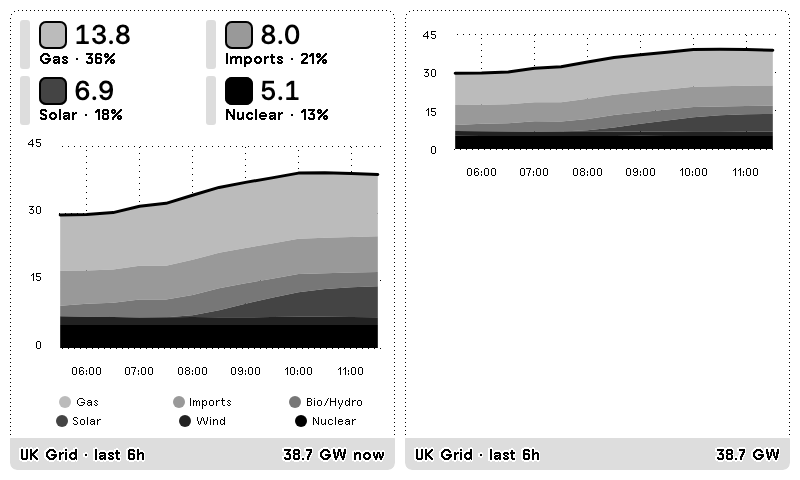 13.8
Gas · 36%
8.0
Imports · 21%
6.9
Solar · 18%
5.1
Nuclear · 13%
45
30
15
0
06:00 07:00 08:00 09:00 10:00 11:00
Gas Imports Bio/Hydro
Solar Wind Nuclear
UK Grid · last 6h 38.7 GW now
45
30
15
0
06:00 07:00 08:00 09:00 10:00 11:00
UK Grid · last 6h 38.7 GW